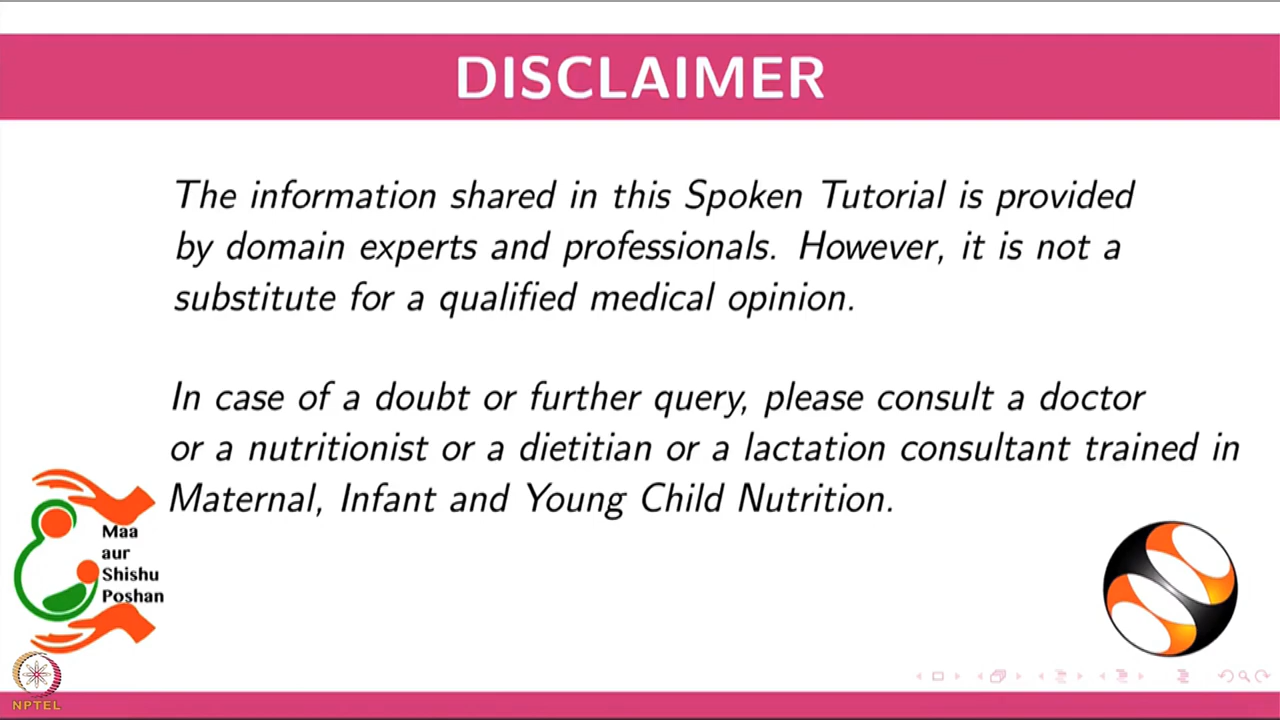 DISCLAIMER
The information shared in this Spoken Tutorial is provided
by domain experts and professionals. However, it is not a
substitute for a qualified medical opinion.
In case of a doubt or further query, please consult a doctor
or a nutritionist or a dietitian or a lactation consultant trained in
Maternal, Infant and Young Child Nutrition.
Maa
aur
Shishu
Poshan
NPTEL